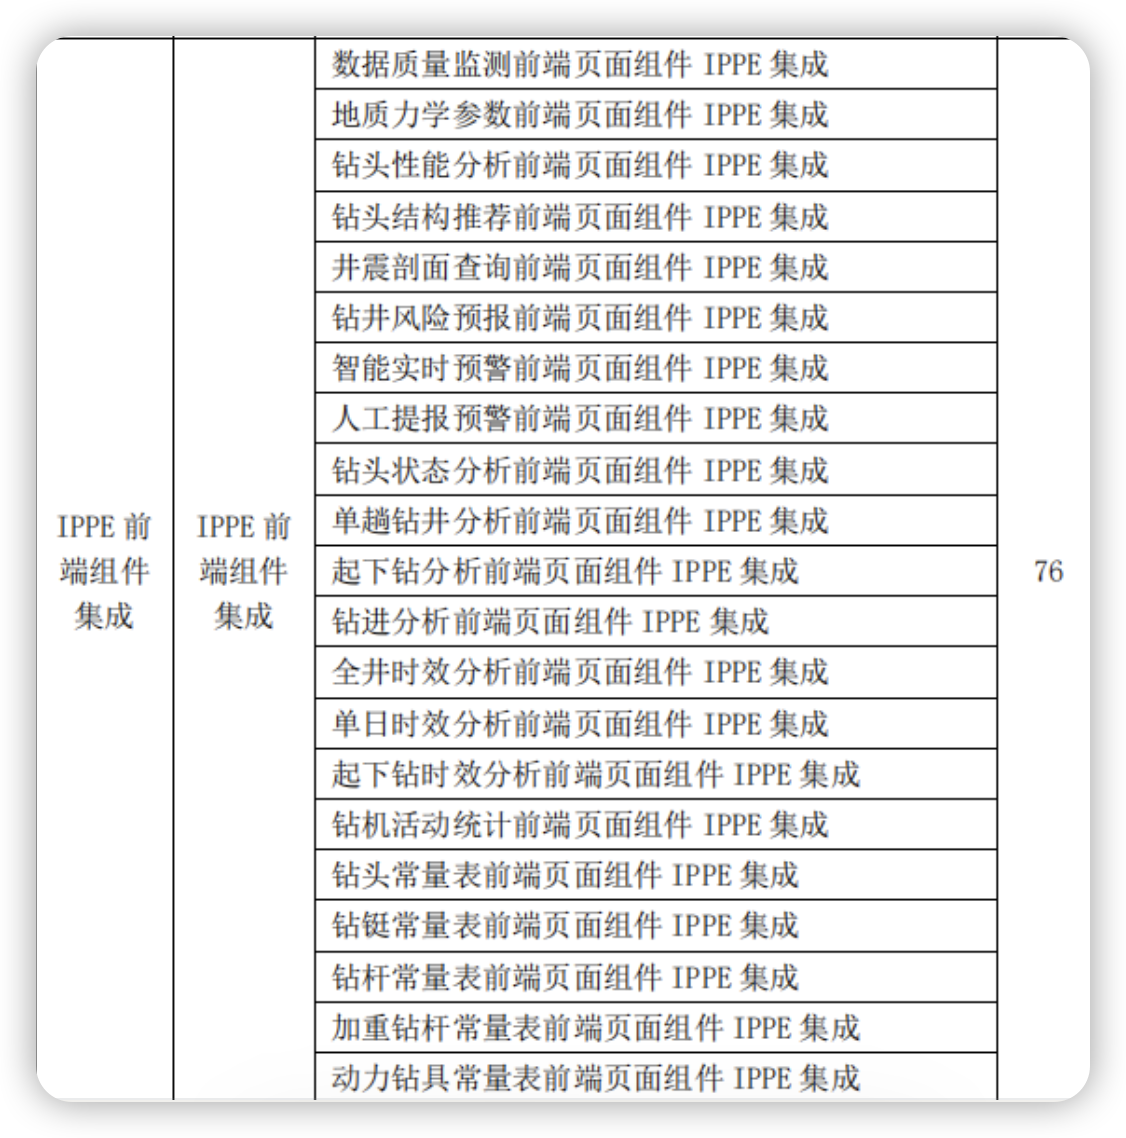 数据质量监测前端页面组件 IPPE 集成
地质力学参数前端页面组件 IPPE 集成
钻头性能分析前端页面组件 IPPE 集成
钻头结构推荐前端页面组件 IPPE 集成
井震剖面查询前端页面组件 IPPE 集成
钻井风险预报前端页面组件 IPPE 集成
智能实时预警前端页面组件 IPPE 集成
人工提报预警前端页面组件 IPPE 集成
钻头状态分析前端页面组件 IPPE 集成
单趟钻井分析前端页面组件 IPPE 集成
IPPE 前
端组件
集成
IPPE 前
端组件
集成
起下钻分析前端页面组件 IPPE 集成
76
钻进分析前端页面组件 IPPE 集成
全井时效分析前端页面组件 IPPE 集成
单日时效分析前端页面组件 IPPE 集成
起下钻时效分析前端页面组件 IPPE 集成
钻机活动统计前端页面组件 IPPE 集成
钻头常量表前端页面组件 IPPE 集成
钻铤常量表前端页面组件 IPPE 集成
钻杆常量表前端页面组件 IPPE 集成
加重钻杆常量表前端页面组件 IPPE 集成
动力钻具常量表前端页面组件 IPPE 集成